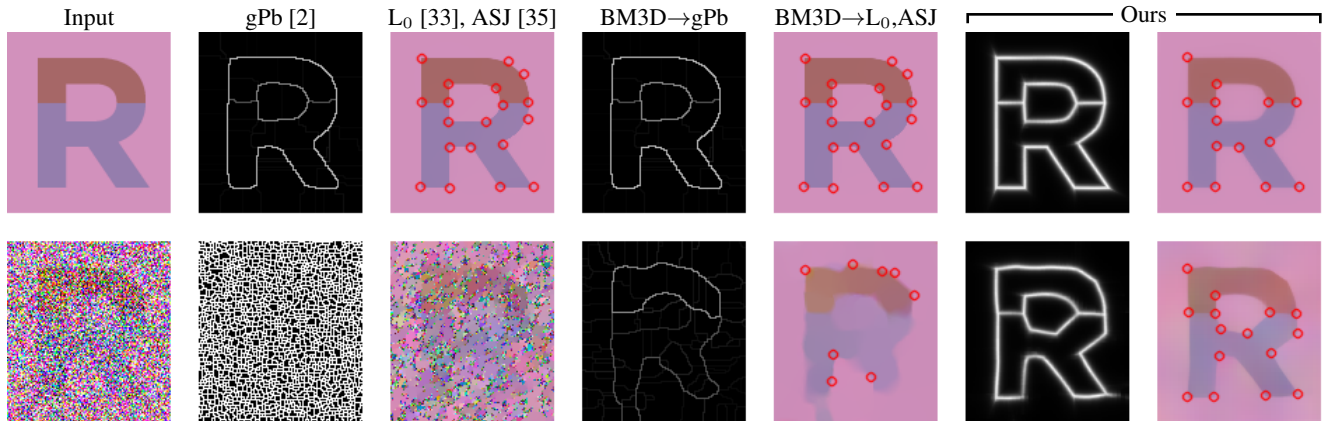 Input gPb [2] L₀ [33], ASJ [35] BM3D→gPb BM3D→L₀,ASJ Ours
R R R R R R R
R R R R